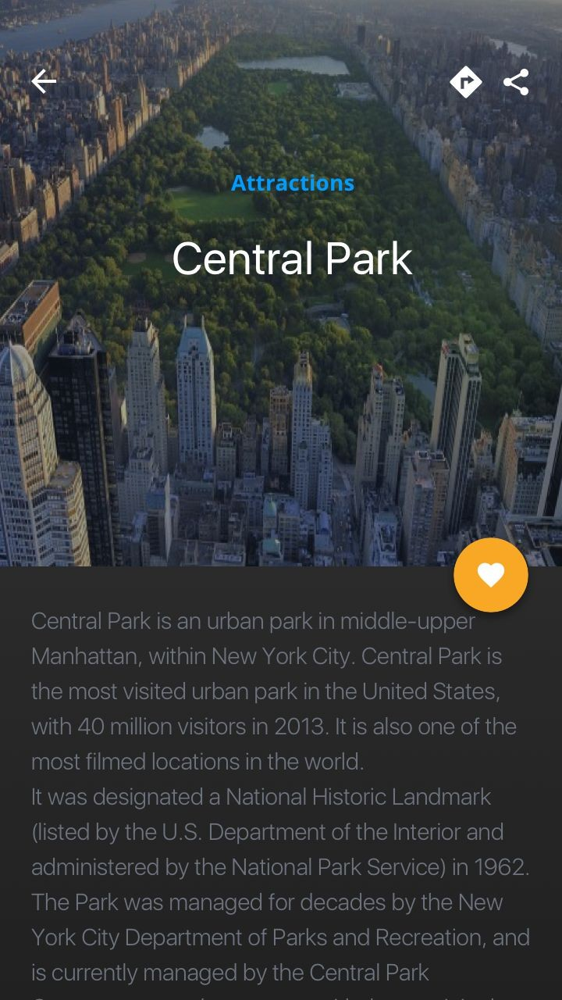 Attractions
Central Park
Central Park is an urban park in middle-upper
Manhattan, within New York City. Central Park is
the most visited urban park in the United States,
with 40 million visitors in 2013. It is also one of the
most filmed locations in the world.
It was designated a National Historic Landmark
(listed by the U.S. Department of the Interior and
administered by the National Park Service) in 1962.
The Park was managed for decades by the New
York City Department of Parks and Recreation, and
is currently managed by the Central Park